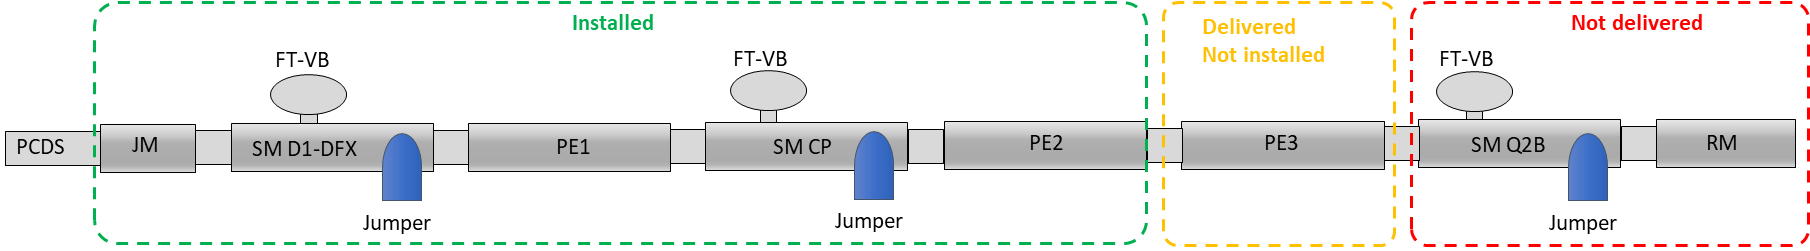 Installed
Delivered
Not installed
Not delivered
FT-VB
FT-VB
FT-VB
PCDS
JM
SM D1-DFX
PE1
SM CP
PE2
PE3
SM Q2B
RM
Jumper
Jumper
Jumper